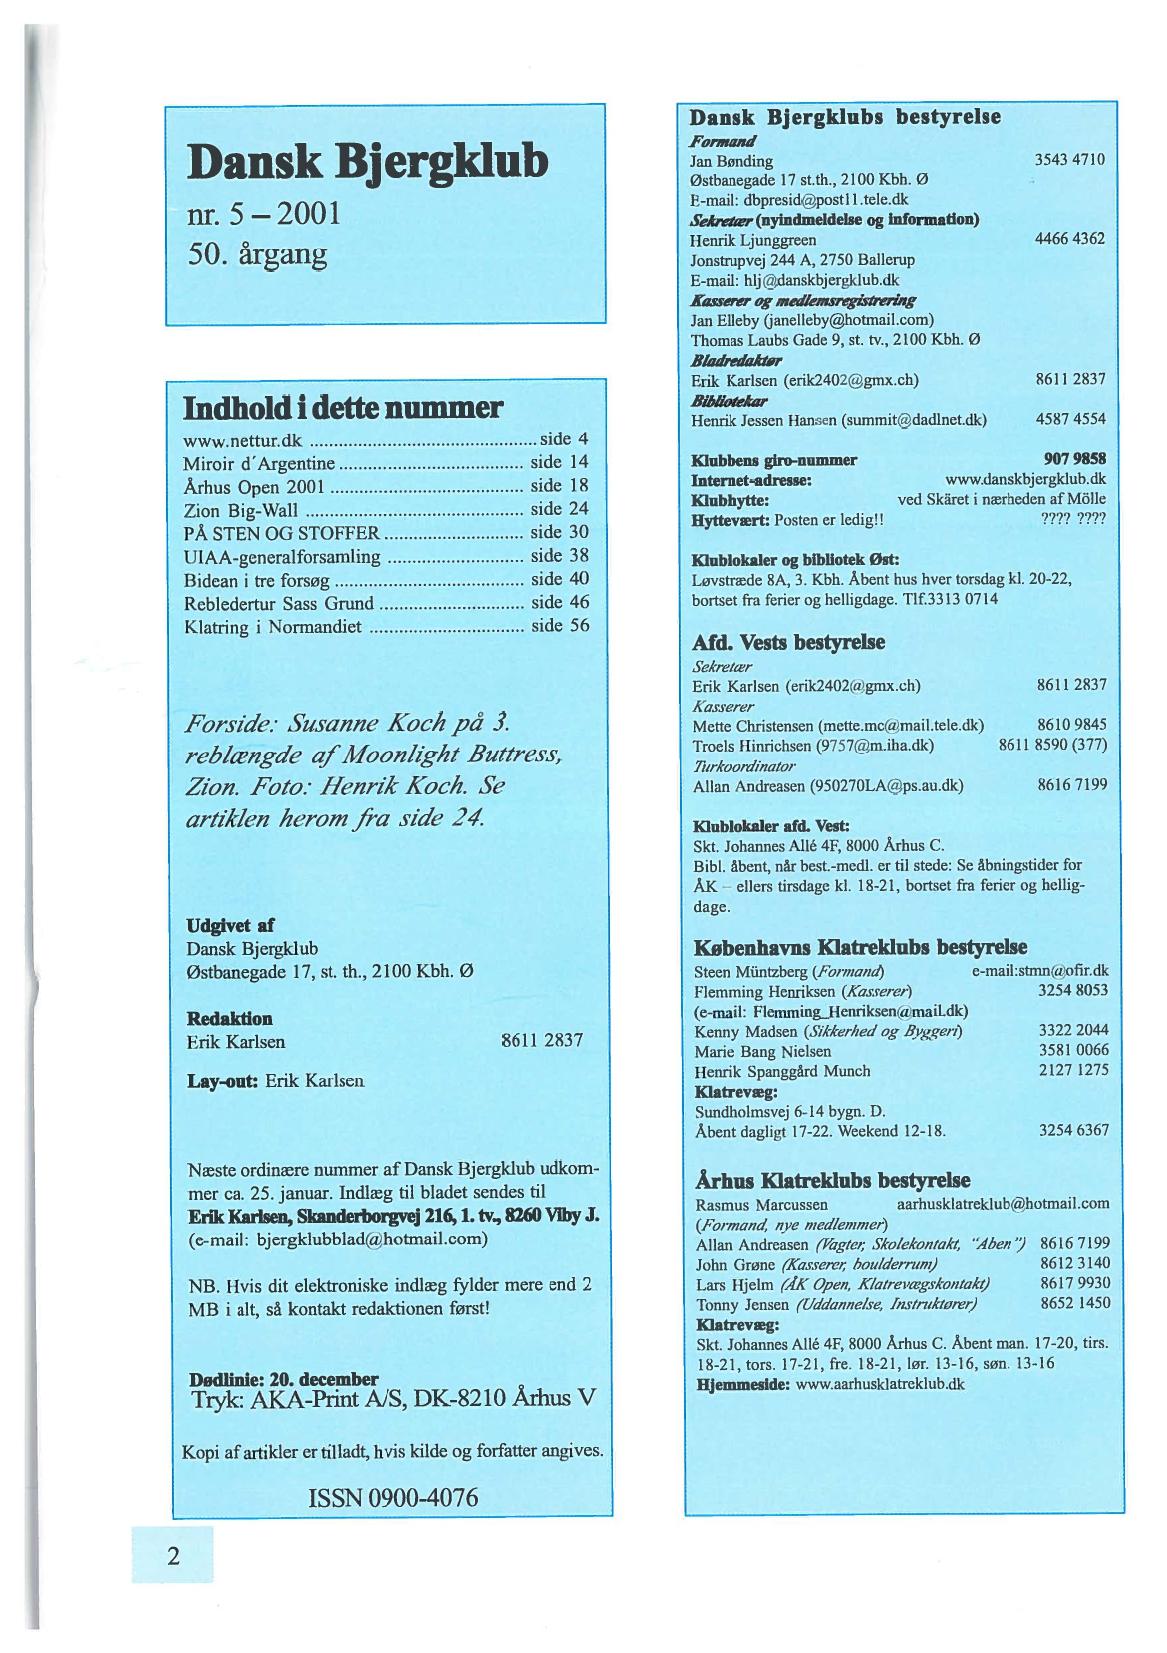 Dansk Bjergklub
nr. 5 – 2001
50. årgang
Indhold i dette nummer
www.nettur.dk ........................................ side 4
Miroir d´Argentine ................................ side 14
Århus Open 2001 .................................. side 18
Zion Big-Wall ...................................... side 24
PÅ STEN OG STOFFER ........................ side 30
UIAA-generalforsamling ........................ side 38
Bidean i tre forsøg ................................. side 40
Rebledertur Sass Grund ......................... side 46
Klatring i Normandiet ........................... side 56
Forside: Susanne Koch på 3.
reblængde af Moonlight Buttress,
Zion. Foto: Henrik Koch. Se
artiklen herom fra side 24.
Udgivet af
Dansk Bjergklub
Østbanegade 17, st. th., 2100 Kbh. Ø
Redaktion
Erik Karlsen 8611 2837
Lay-out: Erik Karlsen
Næste ordinære nummer af Dansk Bjergklub udkom-
mer ca. 25. januar. Indlæg til bladet sendes til
Erik Karlsen, Skanderborgvej 216, 1. tv., 8260 Viby J.
(e-mail: bjergklubblad@hotmail.com)
NB. Hvis dit elektroniske indlæg fylder mere end 2
MB i alt, så kontakt redaktionen først!
Dødlinie: 20. december
Tryk: AKA-Print A/S, DK-8210 Århus V
Kopi af artikler er tilladt, hvis kilde og forfatter angives.
ISSN 0900-4076
2
Dansk Bjergklubs bestyrelse
Formand
Jan Bønding 3543 4710
Østbanegade 17 st.th., 2100 Kbh. Ø
E-mail: dbpresid@post11.tele.dk
Sekretær (nyindmeldelse og information)
Henrik Ljunggreen 4466 4362
Jonstrupvej 244 A, 2750 Ballerup
E-mail: hlj@danskbjergklub.dk
Kasserer og medlemsregistrering
Jan Elleby (janelleby@hotmail.com)
Thomas Laubs Gade 9, st. tv., 2100 Kbh. Ø
Bladredaktør
Erik Karlsen (erik2402@gmx.ch) 8611 2837
Bibliotekar
Henrik Jessen Hansen (summit@dadlnet.dk) 4587 4554
Klubbens giro-nummer 907 9858
Internet-adresse: www.danskbjergklub.dk
Klubhytte: ved Skäret i nærheden af Mölle
Hyttevært: Posten er ledig!! ???? ????
Klublokaler og bibliotek Øst:
Løvstræde 8A, 3. Kbh. Åbent hus hver torsdag kl. 20-22,
bortset fra ferier og helligdage. Tlf.3313 0714
Afd. Vests bestyrelse
Sekretær
Erik Karlsen (erik2402@gmx.ch) 8611 2837
Kasserer
Mette Christensen (mette.mc@mail.tele.dk) 8610 9845
Troels Hinrichsen (9757@m.iha.dk) 8611 8590 (377)
Turkoordinator
Allan Andreasen (950270LA@ps.au.dk) 8616 7199
Klublokaler afd. Vest:
Skt. Johannes Allé 4F, 8000 Århus C.
Bibl. åbent, når best.-medl. er til stede: Se åbningstider for
ÅK – ellers tirsdage kl. 18-21, bortset fra ferier og hellig-
dage.
Københavns Klatreklubs bestyrelse
Steen Müntzberg (Formand) e-mail:stmn@ofir.dk
Flemming Henriksen (Kasserer) 3254 8053
(e-mail: Flemming_Henriksen@mail.dk)
Kenny Madsen (Sikkerhed og Byggeri) 3322 2044
Marie Bang Nielsen 3581 0066
Henrik Spanggård Munch 2127 1275
Klatrevæg:
Sundholmsvej 6-14 bygn. D.
Åbent dagligt 17-22. Weekend 12-18. 3254 6367
Århus Klatreklubs bestyrelse
Rasmus Marcussen aarhusklatreklub@hotmail.com
(Formand, nye medlemmer)
Allan Andreasen (Vagter, Skolekontakt, "Aben") 8616 7199
John Grøne (Kasserer, boulderrum) 8612 3140
Lars Hjelm (ÅK Open, Klatrevægskontakt) 8617 9930
Tonny Jensen (Uddannelse, Instruktører) 8652 1450
Klatrevæg:
Skt. Johannes Allé 4F, 8000 Århus C. Åbent man. 17-20, tirs.
18-21, tors. 17-21, fre. 18-21, lør. 13-16, søn. 13-16
Hjemmeside: www.aarhusklatreklub.dk